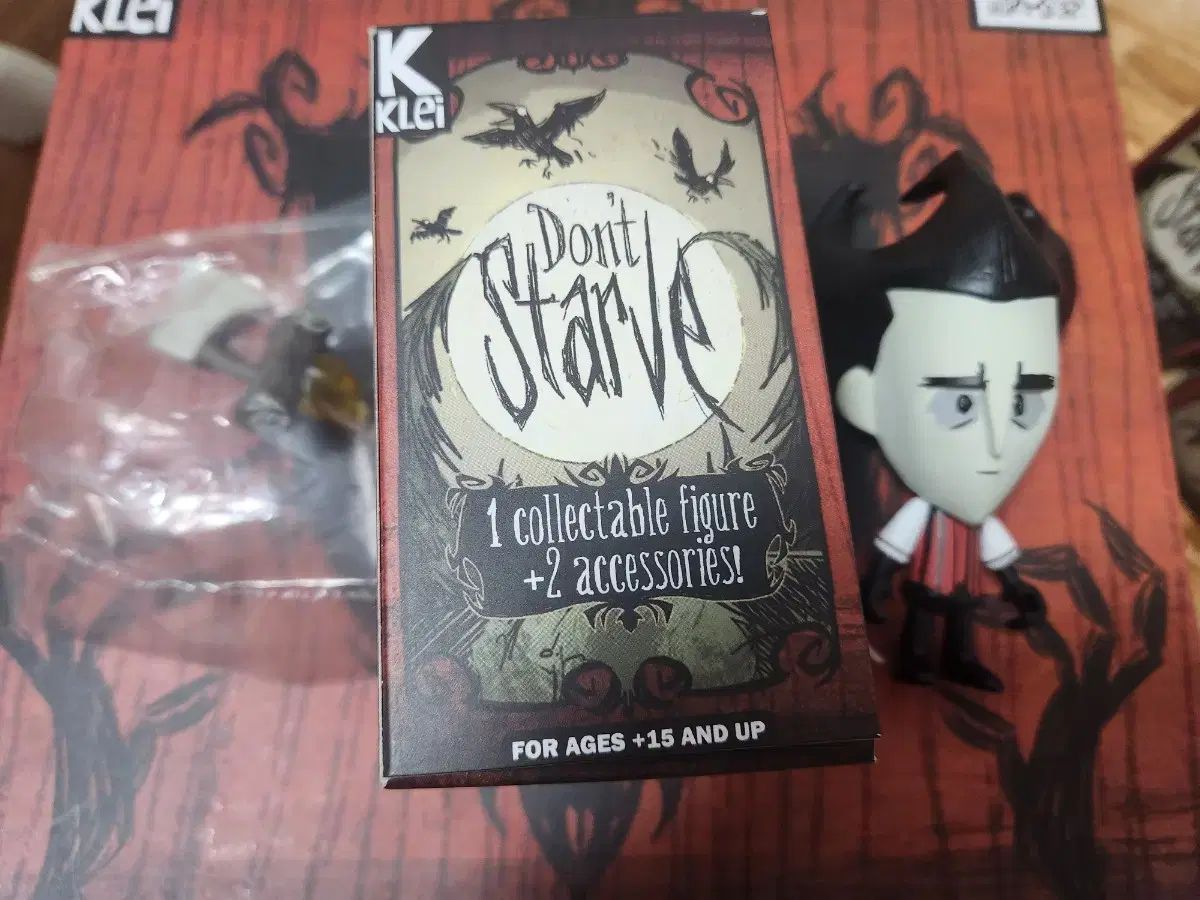 KLEi
K
KLEi
Don't
Starve
1 collectable figure
+2 accessories!
FOR AGES +15 AND UP